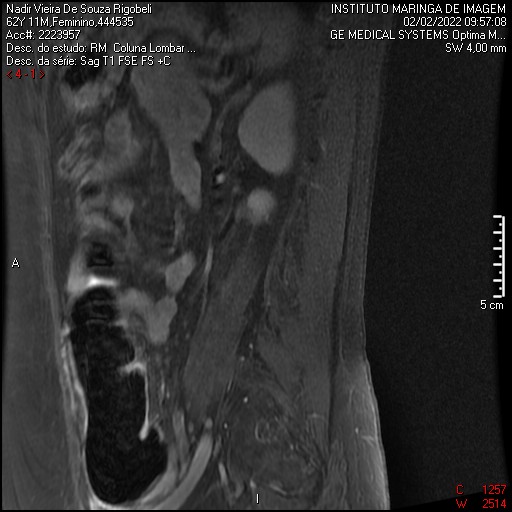 Nadir Vieira De Souza Rigobeli
62Y 11M,Feminino,444535
Acc#: 2223957
Desc. do estudo: RM Coluna Lombar ...
Desc. da série: Sag T1 FSE FS +C
<-4-1>
INSTITUTO MARINGA DE IMAGEM
02/02/2022 09:57:08
GE MEDICAL SYSTEMS Optima M...
SW 4,00 mm
A
5 cm
I
C 1257
W 2514